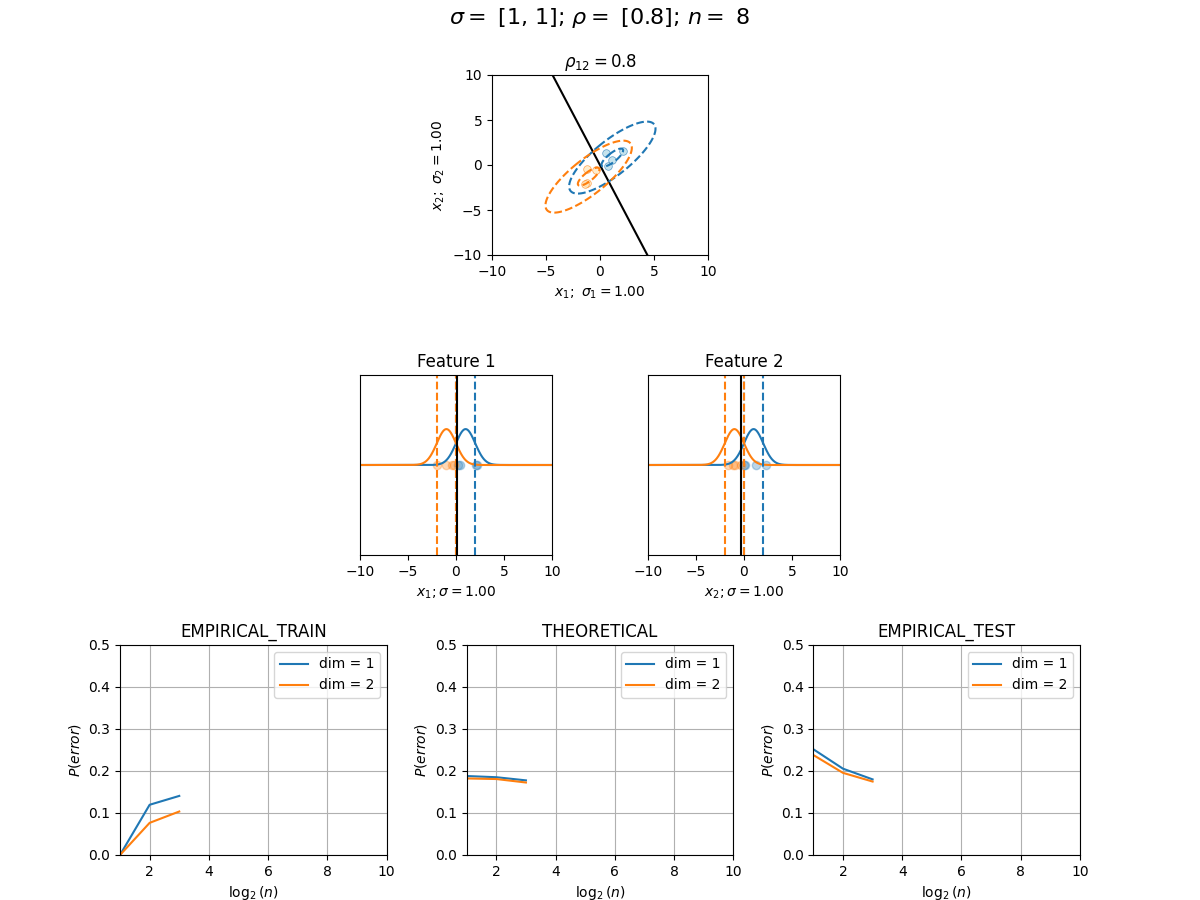 σ = [1, 1]; ρ = [0.8]; n = 8
ρ₁₂ = 0.8
10
5
0
−5
−10
x₂; σ₂ = 1.00
−10 −5 0 5 10
x₁; σ₁ = 1.00
Feature 1
−10 −5 0 5 10
x₁; σ = 1.00
Feature 2
−10 −5 0 5 10
x₂; σ = 1.00
EMPIRICAL_TRAIN
0.5
0.4
0.3
0.2
0.1
0.0
P(error)
dim = 1
dim = 2
2 4 6 8 10
log₂(n)
THEORETICAL
0.5
0.4
0.3
0.2
0.1
0.0
P(error)
dim = 1
dim = 2
2 4 6 8 10
log₂(n)
EMPIRICAL_TEST
0.5
0.4
0.3
0.2
0.1
0.0
P(error)
dim = 1
dim = 2
2 4 6 8 10
log₂(n)